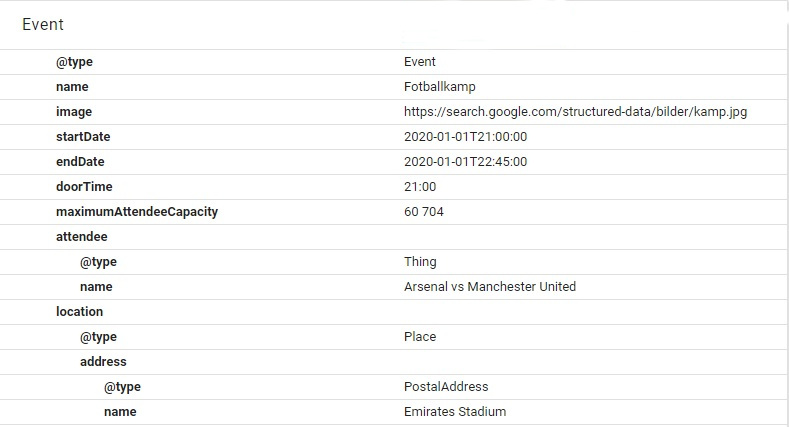 Event
@type Event
name Fotballkamp
image https://search.google.com/structured-data/bilder/kamp.jpg
startDate 2020-01-01T21:00:00
endDate 2020-01-01T22:45:00
doorTime 21:00
maximumAttendeeCapacity 60 704
attendee
@type Thing
name Arsenal vs Manchester United
location
@type Place
address
@type PostalAddress
name Emirates Stadium